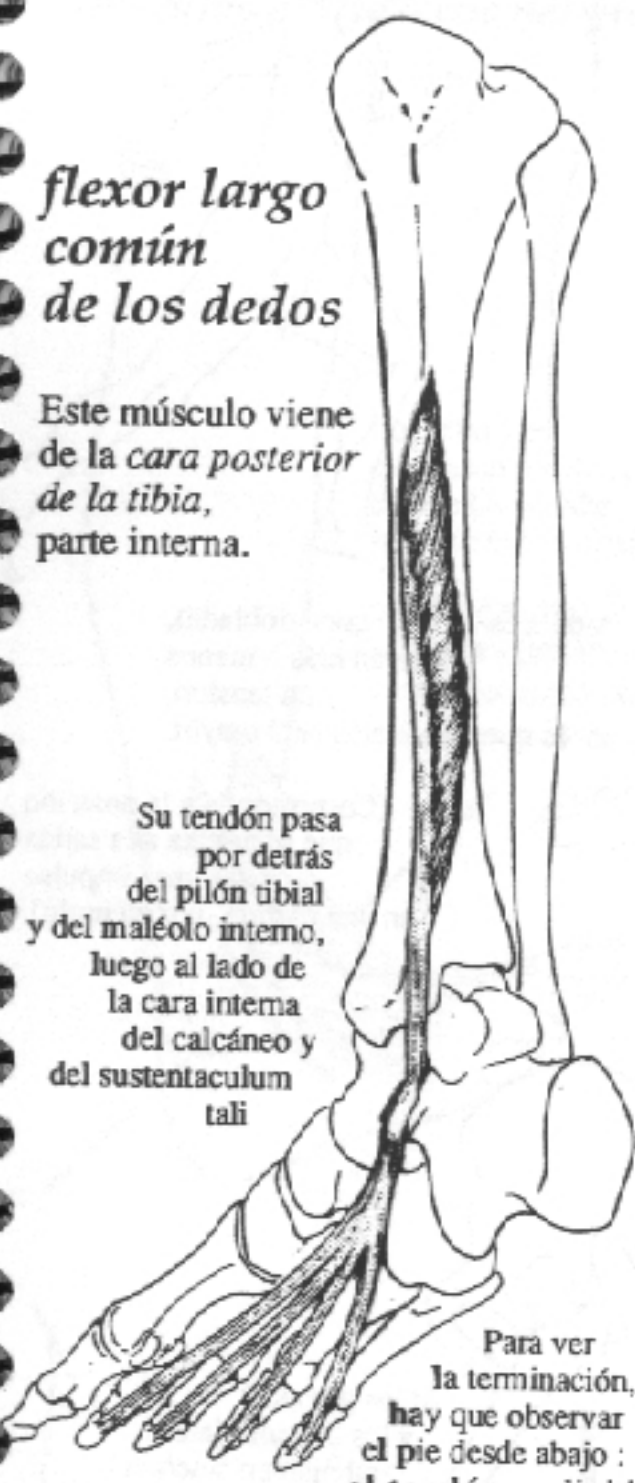 flexor largo
común
de los dedos
Este músculo viene
de la cara posterior
de la tibia,
parte interna.
Su tendón pasa
por detrás
del pilón tibial
y del maléolo interno,
luego al lado de
la cara interna
del calcáneo y
del sustentaculum
tali
Para ver
la terminación,
hay que observar
el pie desde abajo :